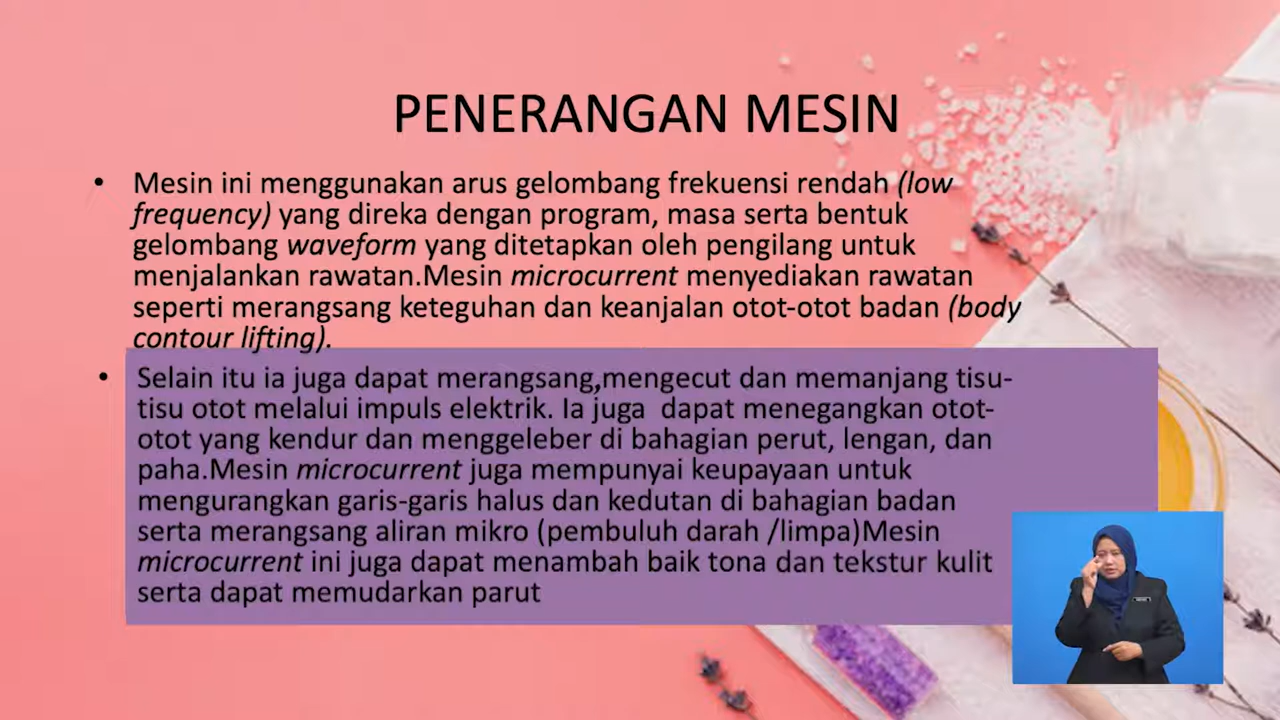 PENERANGAN MESIN
• Mesin ini menggunakan arus gelombang frekuensi rendah (low
frequency) yang direka dengan program, masa serta bentuk
gelombang waveform yang ditetapkan oleh pengilang untuk
menjalankan rawatan.Mesin microcurrent menyediakan rawatan
seperti merangsang keteguhan dan keanjalan otot-otot badan (body
contour lifting).
• Selain itu ia juga dapat merangsang,mengecut dan memanjang tisu-
tisu otot melalui impuls elektrik. Ia juga  dapat menegangkan otot-
otot yang kendur dan menggeleber di bahagian perut, lengan, dan
paha.Mesin microcurrent juga mempunyai keupayaan untuk
mengurangkan garis-garis halus dan kedutan di bahagian badan
serta merangsang aliran mikro (pembuluh darah /limpa)Mesin
microcurrent ini juga dapat menambah baik tona dan tekstur kulit
serta dapat memudarkan parut